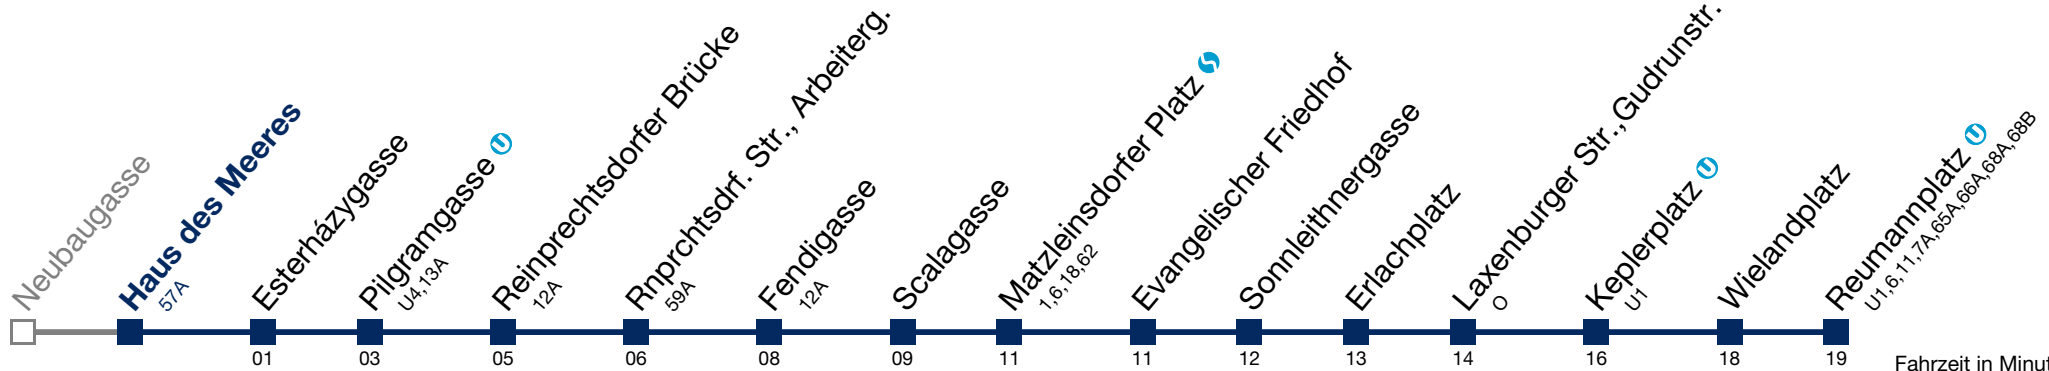 Neubaugasse
Haus des Meeres
57A
Esterházygasse
Pilgramgasse U
U4,13A
Reinprechtsdorfer Brücke
12A
Rnprchtsdrf. Str., Arbeiterg.
59A
Fendigasse
12A
Scalagasse
Matzleinsdorfer Platz S
1,6,18,62
Evangelischer Friedhof
Sonnleithnergasse
Erlachplatz
Laxenburger Str.,Gudrunstr.
O
Keplerplatz U
U1
Wielandplatz
Reumannplatz U
U1,6,11,7A,65A,66A,68A,68B
01 03 05 06 08 09 11 11 12 13 14 16 18 19
Fahrzeit in Minut